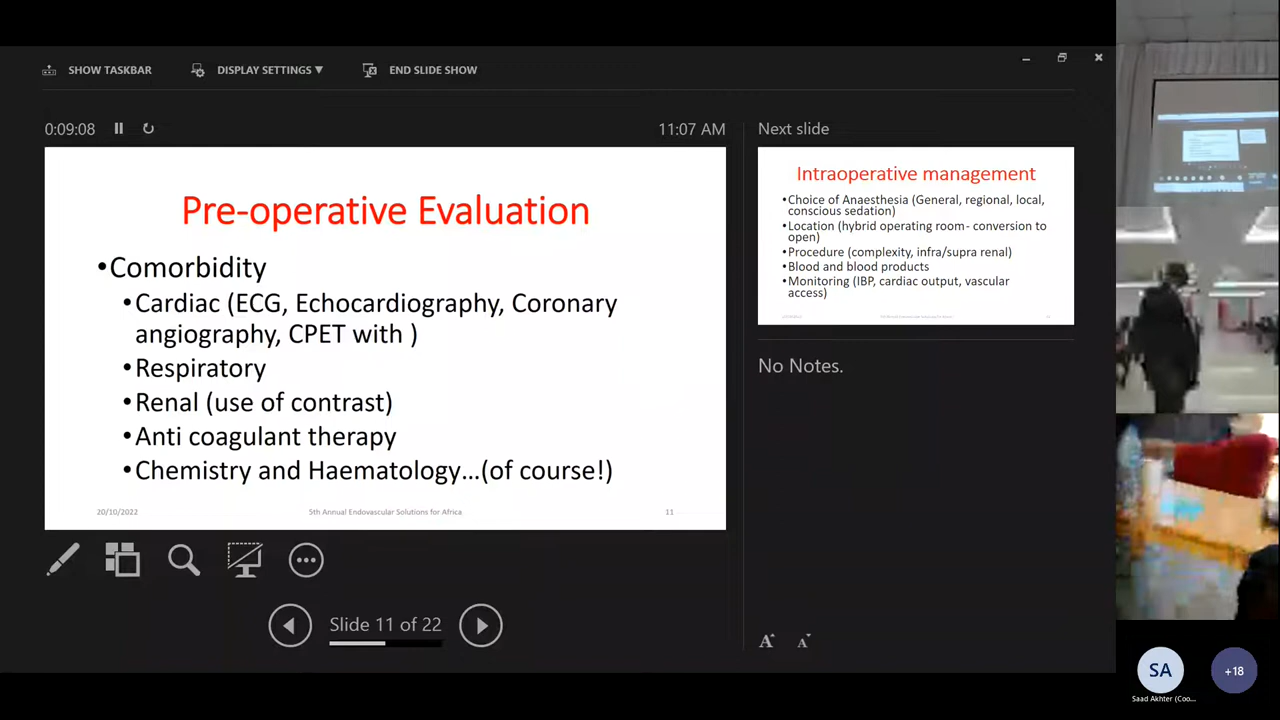 SHOW TASKBAR
DISPLAY SETTINGS ▼
END SLIDE SHOW
0:09:08
11:07 AM
Pre-operative Evaluation
•Comorbidity
•Cardiac (ECG, Echocardiography, Coronary
angiography, CPET with )
•Respiratory
•Renal (use of contrast)
•Anti coagulant therapy
•Chemistry and Haematology...(of course!)
20/10/2022
5th Annual Endovascular Solutions for Africa
11
Slide 11 of 22
Next slide
Intraoperative management
•Choice of Anaesthesia (General, regional, local,
conscious sedation)
•Location (hybrid operating room- conversion to
open)
•Procedure (complexity, infra/supra renal)
•Blood and blood products
•Monitoring (IBP, cardiac output, vascular
access)
No Notes.
A A
SA
+18
Saad Akhter (Coo...